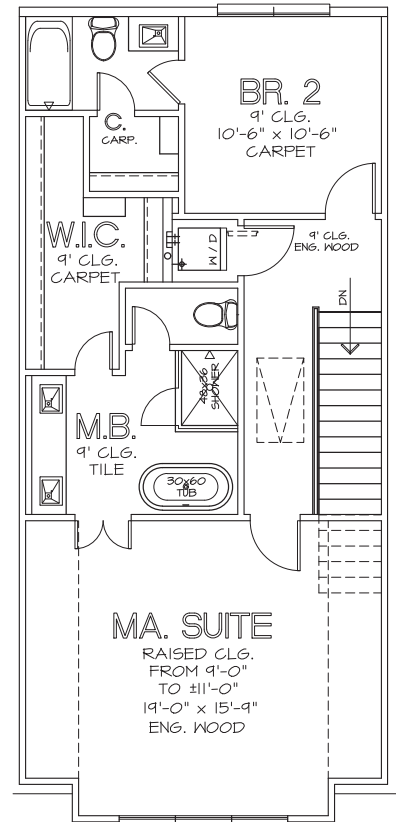 BR. 2
9' CLG.
10'-6" x 10'-6"
CARPET
C.
CARP.
W.I.C.
9' CLG.
CARPET
W / D
9' CLG.
ENG. WOOD
DN
48x36
SHOWER
M.B.
9' CLG.
TILE
30x60
TUB
MA. SUITE
RAISED CLG.
FROM 9'-0"
TO ±11'-0"
19'-0" x 15'-9"
ENG. WOOD